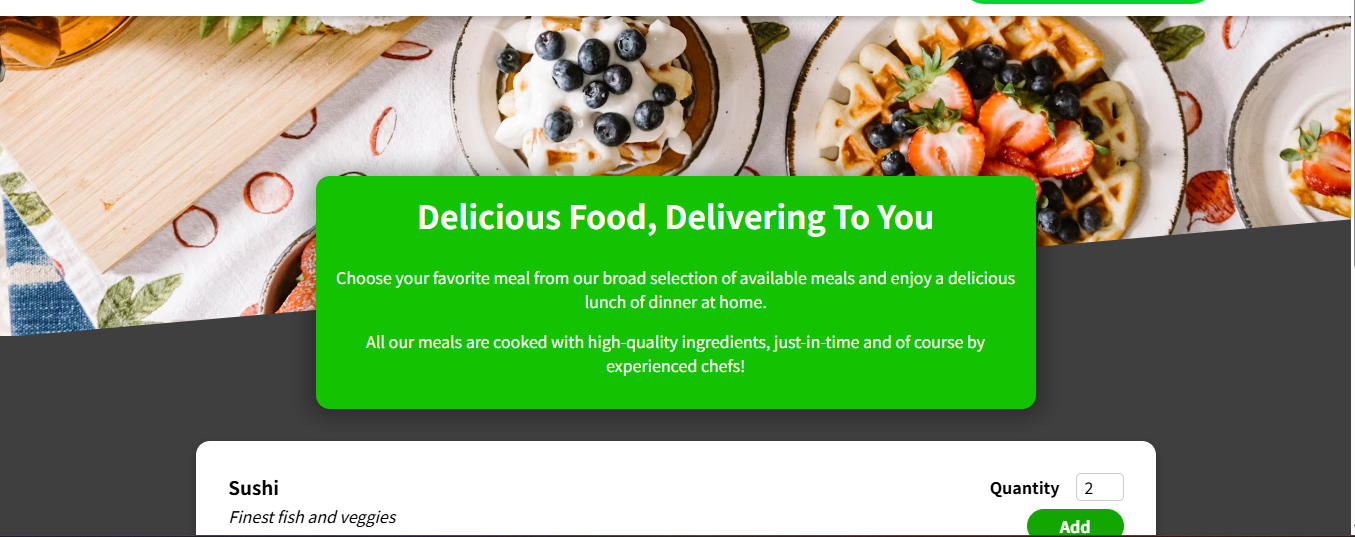 Delicious Food, Delivering To You
Choose your favorite meal from our broad selection of available meals and enjoy a delicious
lunch of dinner at home.
All our meals are cooked with high-quality ingredients, just-in-time and of course by
experienced chefs!
Sushi
Quantity 2
Finest fish and veggies
Add